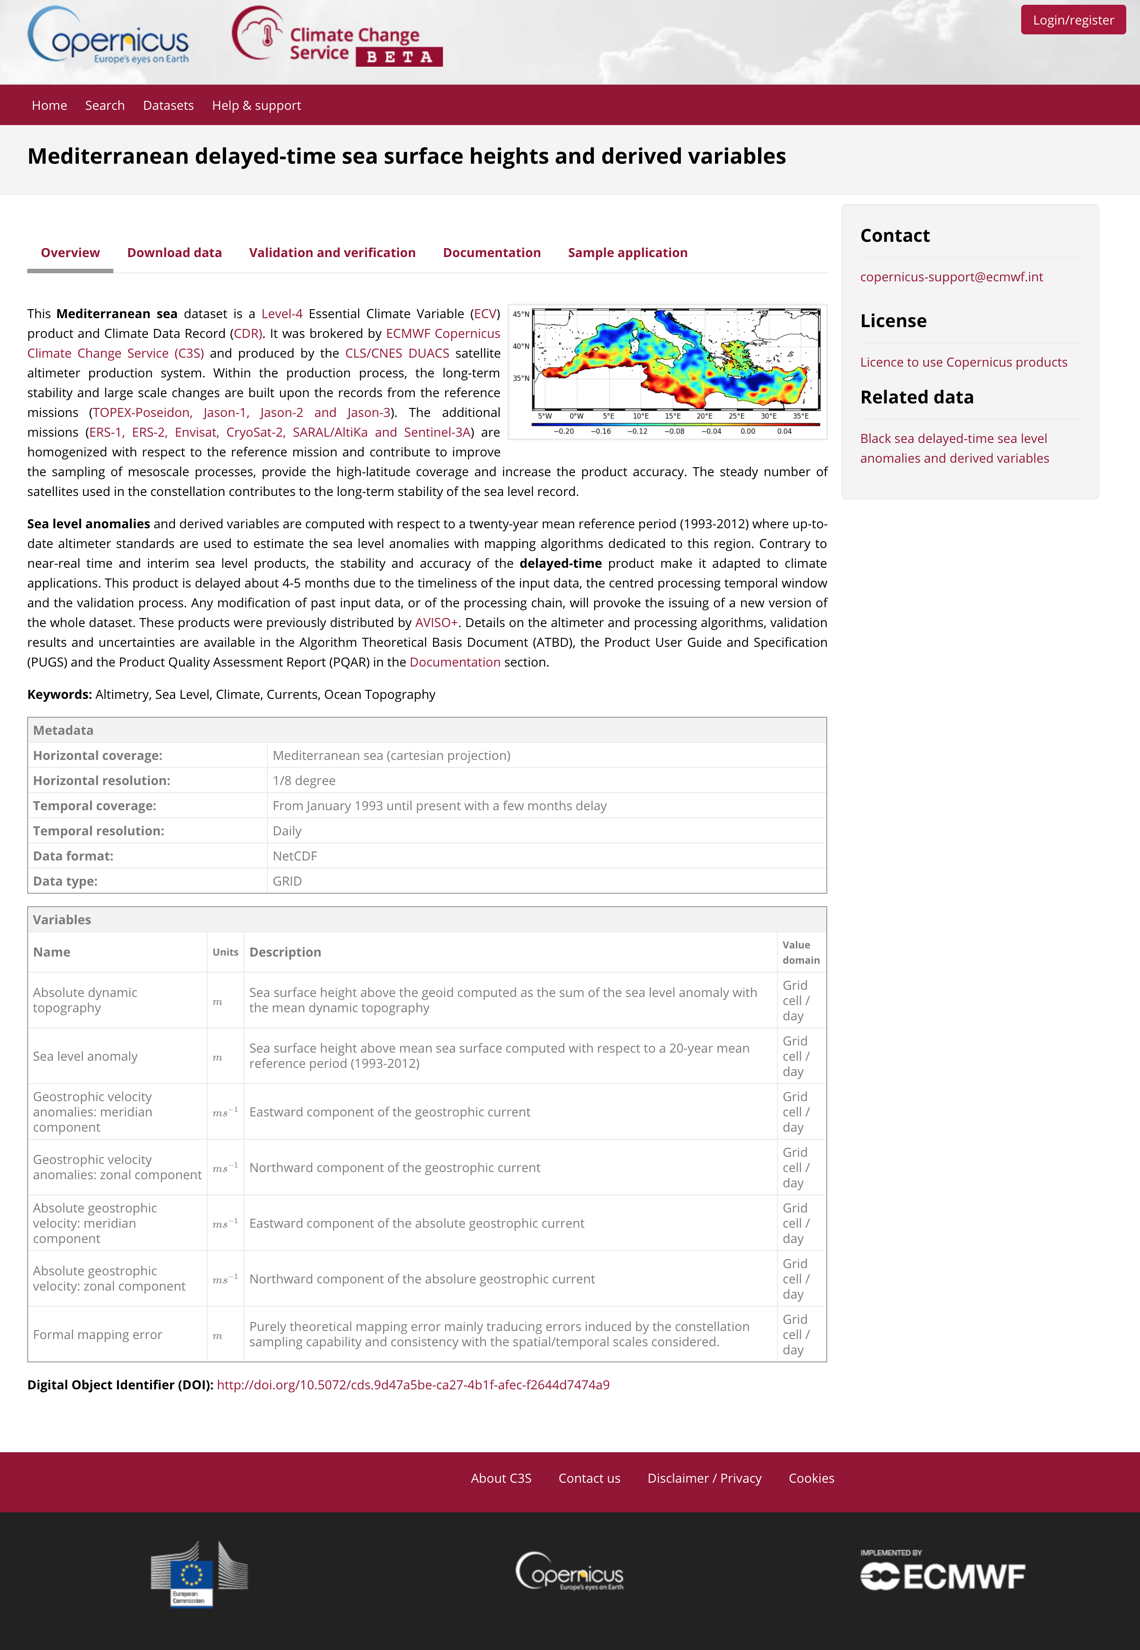 Copernicus
Europe's eyes on Earth
Climate Change
Service BETA
Login/register
Home Search Datasets Help & support
Mediterranean delayed-time sea surface heights and derived variables
Overview Download data Validation and verification Documentation Sample application
This Mediterranean sea dataset is a Level-4 Essential Climate Variable (ECV)
product and Climate Data Record (CDR). It was brokered by ECMWF Copernicus
Climate Change Service (C3S) and produced by the CLS/CNES DUACS satellite
altimeter production system. Within the production process, the long-term
stability and large scale changes are built upon the records from the reference
missions (TOPEX-Poseidon, Jason-1, Jason-2 and Jason-3). The additional
missions (ERS-1, ERS-2, Envisat, CryoSat-2, SARAL/AltiKa and Sentinel-3A) are
homogenized with respect to the reference mission and contribute to improve
the sampling of mesoscale processes, provide the high-latitude coverage and increase the product accuracy. The steady number of
satellites used in the constellation contributes to the long-term stability of the sea level record.
45°N
40°N
35°N
5°W 0°W 5°E 10°E 15°E 20°E 25°E 30°E 35°E
−0.20 −0.16 −0.12 −0.08 −0.04 0.00 0.04
Sea level anomalies and derived variables are computed with respect to a twenty-year mean reference period (1993-2012) where up-to-
date altimeter standards are used to estimate the sea level anomalies with mapping algorithms dedicated to this region. Contrary to
near-real time and interim sea level products, the stability and accuracy of the delayed-time product make it adapted to climate
applications. This product is delayed about 4-5 months due to the timeliness of the input data, the centred processing temporal window
and the validation process. Any modification of past input data, or of the processing chain, will provoke the issuing of a new version of
the whole dataset. These products were previously distributed by AVISO+. Details on the altimeter and processing algorithms, validation
results and uncertainties are available in the Algorithm Theoretical Basis Document (ATBD), the Product User Guide and Specification
(PUGS) and the Product Quality Assessment Report (PQAR) in the Documentation section.
Keywords: Altimetry, Sea Level, Climate, Currents, Ocean Topography
Metadata
Horizontal coverage: Mediterranean sea (cartesian projection)
Horizontal resolution: 1/8 degree
Temporal coverage: From January 1993 until present with a few months delay
Temporal resolution: Daily
Data format: NetCDF
Data type: GRID
Variables
Name Units Description Value
domain
Absolute dynamic
topography
m
Sea surface height above the geoid computed as the sum of the sea level anomaly with
the mean dynamic topography
Grid
cell /
day
Sea level anomaly
m
Sea surface height above mean sea surface computed with respect to a 20-year mean
reference period (1993-2012)
Grid
cell /
day
Geostrophic velocity
anomalies: meridian
component
ms⁻¹
Eastward component of the geostrophic current
Grid
cell /
day
Geostrophic velocity
anomalies: zonal component
ms⁻¹
Northward component of the geostrophic current
Grid
cell /
day
Absolute geostrophic
velocity: meridian
component
ms⁻¹
Eastward component of the absolute geostrophic current
Grid
cell /
day
Absolute geostrophic
velocity: zonal component
ms⁻¹
Northward component of the absolure geostrophic current
Grid
cell /
day
Formal mapping error
m
Purely theoretical mapping error mainly traducing errors induced by the constellation
sampling capability and consistency with the spatial/temporal scales considered.
Grid
cell /
day
Digital Object Identifier (DOI): http://doi.org/10.5072/cds.9d47a5be-ca27-4b1f-afec-f2644d7474a9
Contact
copernicus-support@ecmwf.int
License
Licence to use Copernicus products
Related data
Black sea delayed-time sea level
anomalies and derived variables
About C3S Contact us Disclaimer / Privacy Cookies
European
Commission
Copernicus
Europe's eyes on Earth
IMPLEMENTED BY
ECMWF